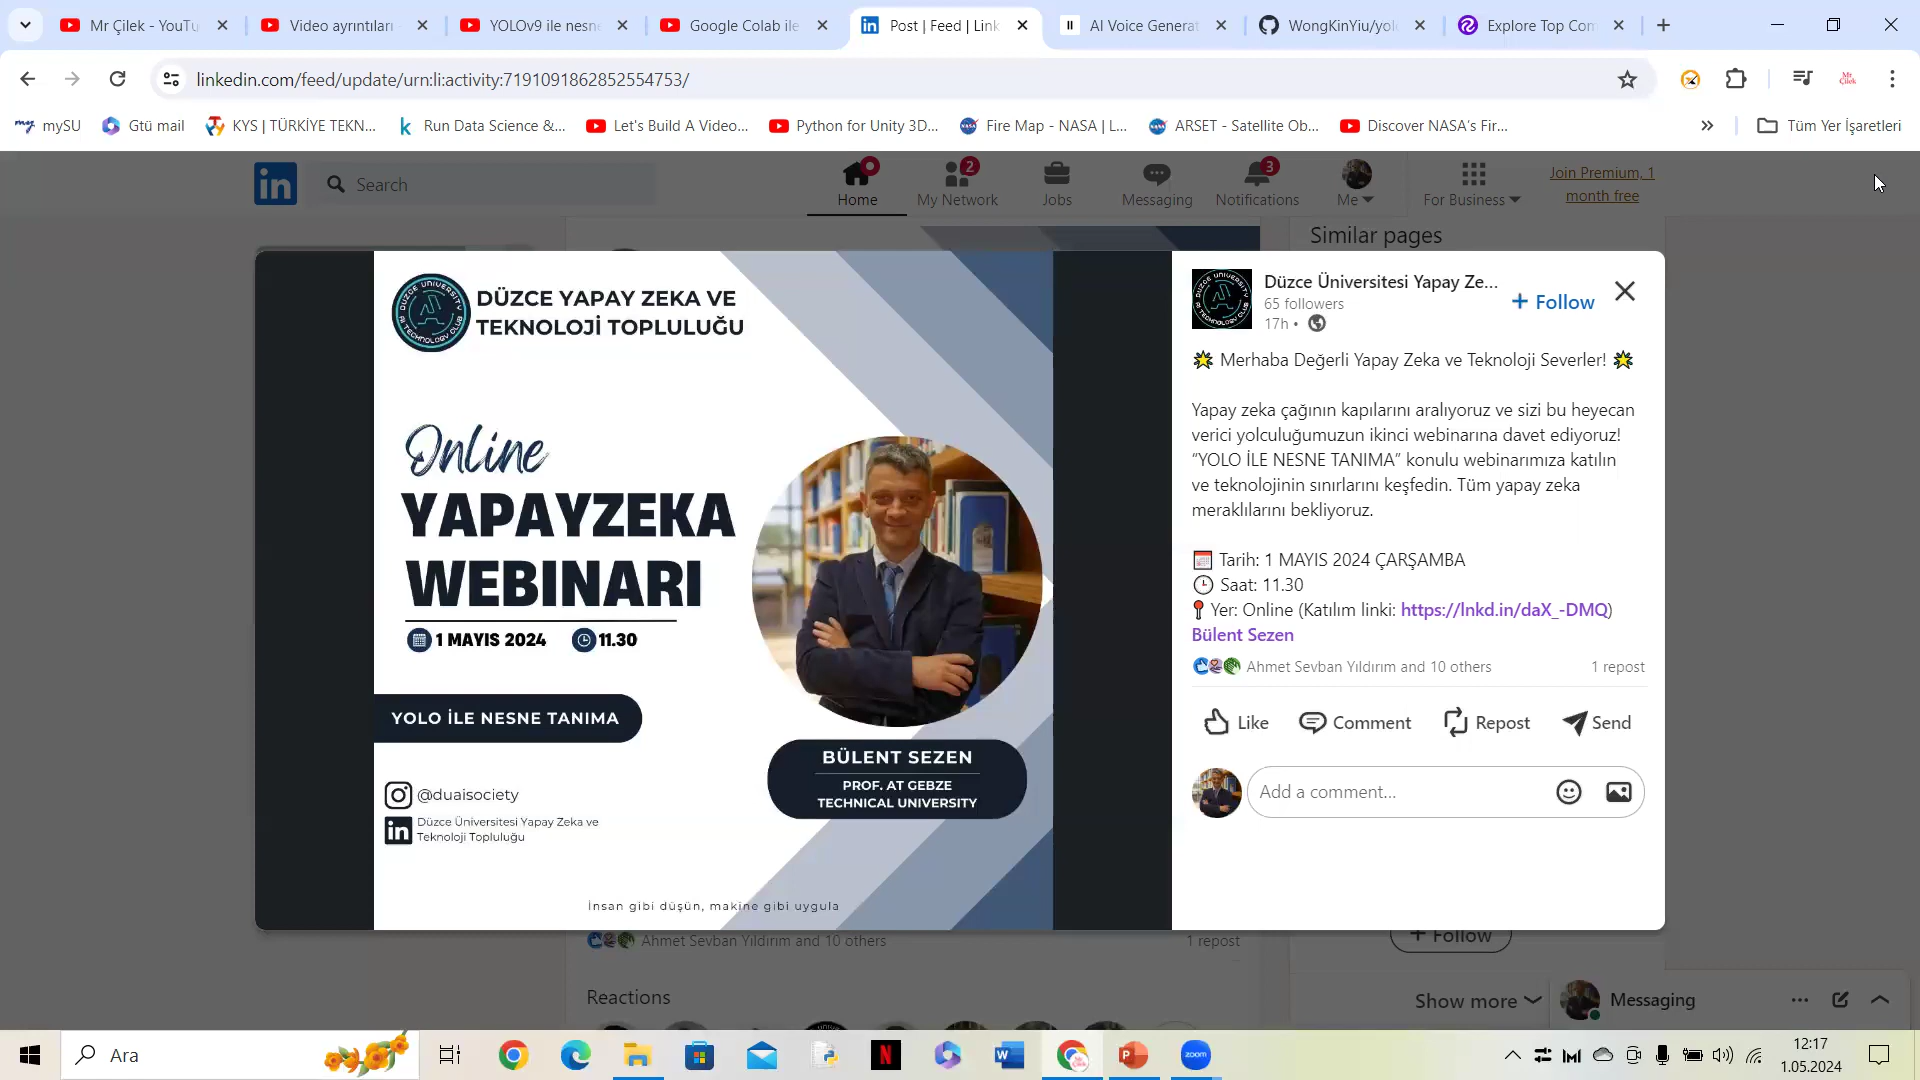 Mr Çilek - YouTu
Video ayrıntıları
YOLOv9 ile nesne
Google Colab ile
Post | Feed | Link
AI Voice Generat
WongKinYiu/yolo
Explore Top Com
linkedin.com/feed/update/urn:li:activity:7191091862852554753/
mySU
Gtü mail
KYS | TÜRKİYE TEKN...
Run Data Science &...
Let's Build A Video...
Python for Unity 3D...
Fire Map - NASA | L...
ARSET - Satellite Ob...
Discover NASA's Fir...
Tüm Yer İşaretleri
Search
Home
2
My Network
Jobs
Messaging
3
Notifications
Me
For Business
Join Premium, 1
month free
Similar pages
DÜZCE YAPAY ZEKA VE
TEKNOLOJİ TOPLULUĞU
Online
YAPAYZEKA
WEBINARI
1 MAYIS 2024
11.30
YOLO İLE NESNE TANIMA
BÜLENT SEZEN
PROF. AT GEBZE
TECHNICAL UNIVERSITY
@duaisociety
Düzce Üniversitesi Yapay Zeka ve
Teknoloji Topluluğu
İnsan gibi düşün, makine gibi uygula
Düzce Üniversitesi Yapay Ze...
65 followers
17h •
+ Follow
Merhaba Değerli Yapay Zeka ve Teknoloji Severler!
Yapay zeka çağının kapılarını aralıyoruz ve sizi bu heyecan
verici yolculuğumuzun ikinci webinarına davet ediyoruz!
“YOLO İLE NESNE TANIMA” konulu webinarımıza katılın
ve teknolojinin sınırlarını keşfedin. Tüm yapay zeka
meraklılarını bekliyoruz.
Tarih: 1 MAYIS 2024 ÇARŞAMBA
Saat: 11.30
Yer: Online (Katılım linki: https://lnkd.in/daX_-DMQ)
Bülent Sezen
Ahmet Sevban Yıldırım and 10 others
1 repost
Like
Comment
Repost
Send
Add a comment...
Ahmet Sevban Yıldırım and 10 others
1 repost
+ Follow
Reactions
Show more
Messaging
Ara
12:17
1.05.2024